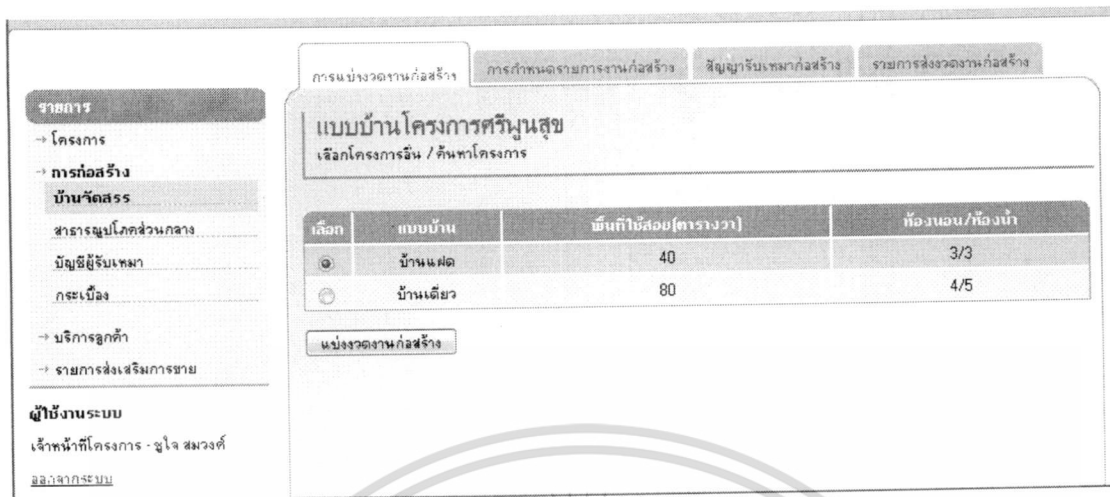 การแบ่งงวดงานก่อสร้าง การกำหนดรายการงานก่อสร้าง สัญญารับเหมาก่อสร้าง รายการส่งงวดงานก่อสร้าง
รายการ
→ โครงการ
→ การก่อสร้าง
บ้านจัดสรร
สาธารณูปโภคส่วนกลาง
บัญชีผู้รับเหมา
กระเบื้อง
→ บริการลูกค้า
→ รายการส่งเสริมการขาย
ผู้ใช้งานระบบ
เจ้าหน้าที่โครงการ - ชูใจ สมวงศ์
ออกจากระบบ
แบบบ้านโครงการศรีพูนสุข
เลือกโครงการอื่น / ค้นหาโครงการ
เลือก แบบบ้าน พื้นที่ใช้สอย(ตารางวา) ห้องนอน/ห้องน้ำ
บ้านแฝด 40 3/3
บ้านเดี่ยว 80 4/5
แบ่งงวดงานก่อสร้าง